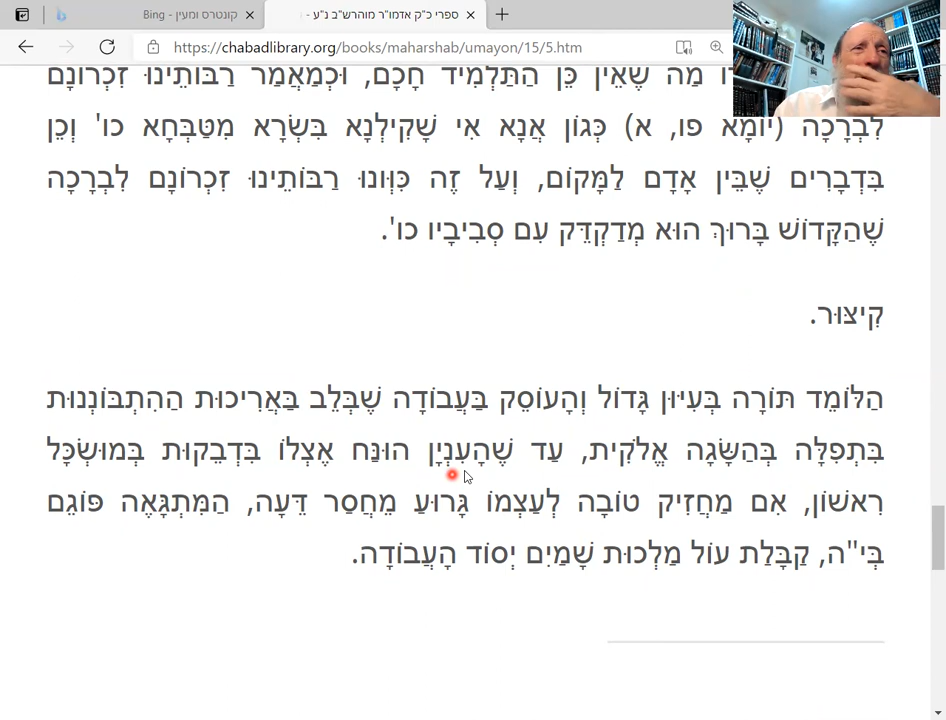 קונטרס ומעין - Bing
ספרי כ"ק אדמו"ר מוהרש"ב נ"ע -
https://chabadlibrary.org/books/maharshab/umayon/15/5.htm
מַה שֶׁאֵין כֵּן הַתַּלְמִיד חָכָם, וּכְמַאֲמַר רַבּוֹתֵינוּ זִכְרוֹנָם
לִבְרָכָה (יוֹמָא פו, א) כְּגוֹן אֲנָא אִי שָׁקִילְנָא בִּשְׂרָא מִטַּבְּחָא כו' וְכֵן
בִּדְבָרִים שֶׁבֵּין אָדָם לַמָּקוֹם, וְעַל זֶה כִּוְּונוּ רַבּוֹתֵינוּ זִכְרוֹנָם לִבְרָכָה
שֶׁהַקָּדוֹשׁ בָּרוּךְ הוּא מְדַקְדֵּק עִם סְבִיבָיו כו'.
קִיצּוּר.
הַלּוֹמֵד תּוֹרָה בְּעִיּוּן גָּדוֹל וְהָעוֹסֵק בַּעֲבוֹדָה שֶׁבְּלֵב בַּאֲרִיכוּת הַהִתְבּוֹנְנוּת
בִּתְפִלָּה בְּהַשָּׂגָה אֱלֹקִית, עַד שֶׁהָעִנְיָן הוּנַּח אֶצְלוֹ בִּדְבֵקוּת בְּמוּשְׂכָּל
רִאשׁוֹן, אִם מַחֲזִיק טוֹבָה לְעַצְמוֹ גָּרוּעַ מֵחֲסַר דֵּעָה, הַמִּתְגָּאֶה פּוֹגֵם
בְּי"ה, קַבָּלַת עוֹל מַלְכוּת שָׁמַיִם יְסוֹד הָעֲבוֹדָה.